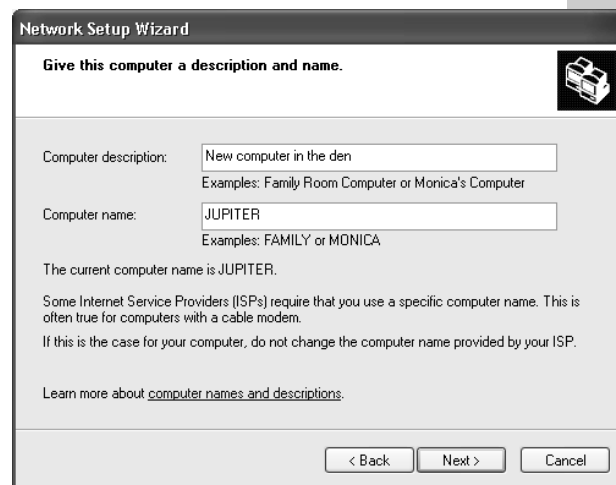 Network Setup Wizard
Give this computer a description and name.
Computer description:
New computer in the den
Examples: Family Room Computer or Monica's Computer
Computer name:
JUPITER
Examples: FAMILY or MONICA
The current computer name is JUPITER.
Some Internet Service Providers (ISPs) require that you use a specific computer name. This is
often true for computers with a cable modem.
If this is the case for your computer, do not change the computer name provided by your ISP.
Learn more about computer names and descriptions.
< Back
Next >
Cancel